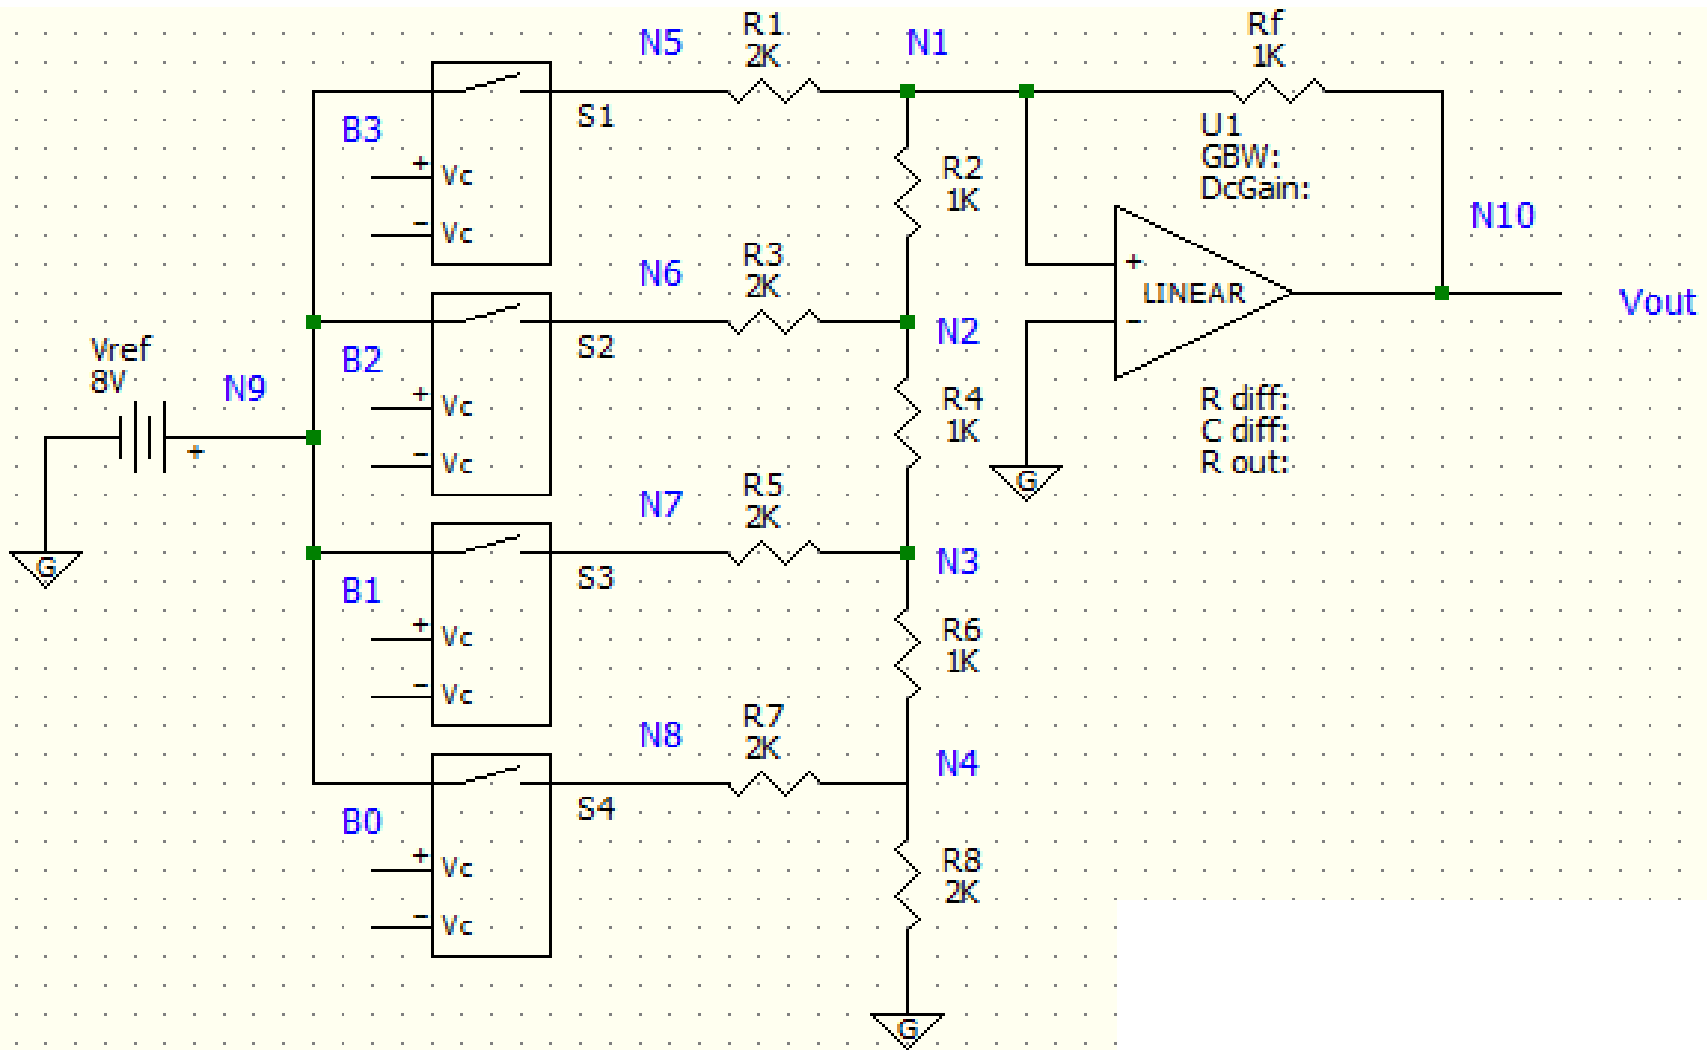 N5
R1
2K
N1
Rf
1K
B3
S1
U1
GBW:
DcGain:
+
Vc
-
Vc
R2
1K
N10
N6
R3
2K
+
LINEAR
-
Vout
N2
Vref
8V
N9
B2
S2
+
Vc
-
Vc
R4
1K
R diff:
C diff:
R out:
+
G
N7
R5
2K
N3
G
B1
S3
+
Vc
-
Vc
R6
1K
N8
R7
2K
N4
B0
S4
+
Vc
-
Vc
R8
2K
G